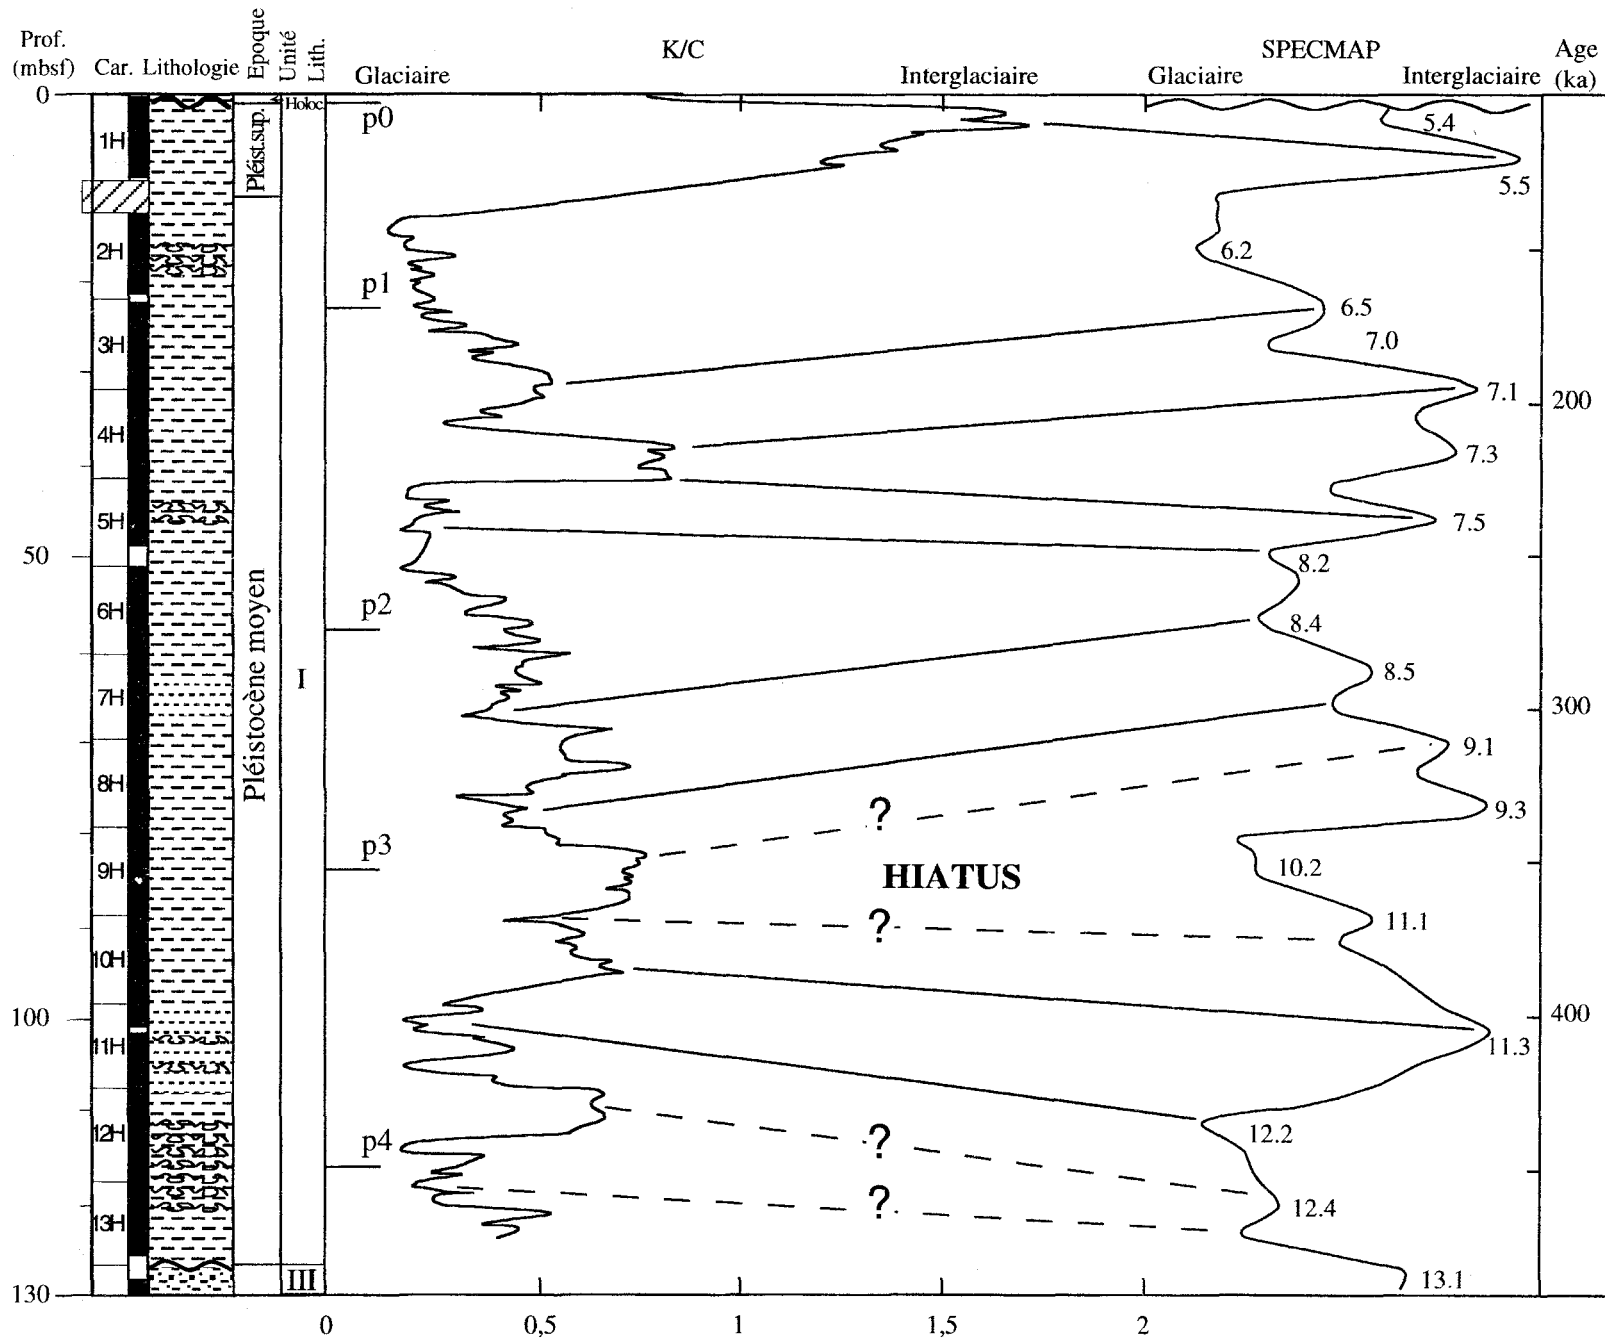 Prof.
(mbsf)
Car.
Lithologie
Epoque
Unité
Lith.
K/C
Glaciaire
Interglaciaire
SPECMAP
Glaciaire
Interglaciaire
Age
(ka)
0
50
100
130
1H
2H
3H
4H
5H
6H
7H
8H
9H
10H
11H
12H
13H
Pléist.sup.
Pléistocène moyen
Holoc.
I
III
p0
p1
p2
p3
p4
?
HIATUS
?
?
?
5.4
5.5
6.2
6.5
7.0
7.1
7.3
7.5
8.2
8.4
8.5
9.1
9.3
10.2
11.1
11.3
12.2
12.4
13.1
200
300
400
0
0,5
1
1,5
2